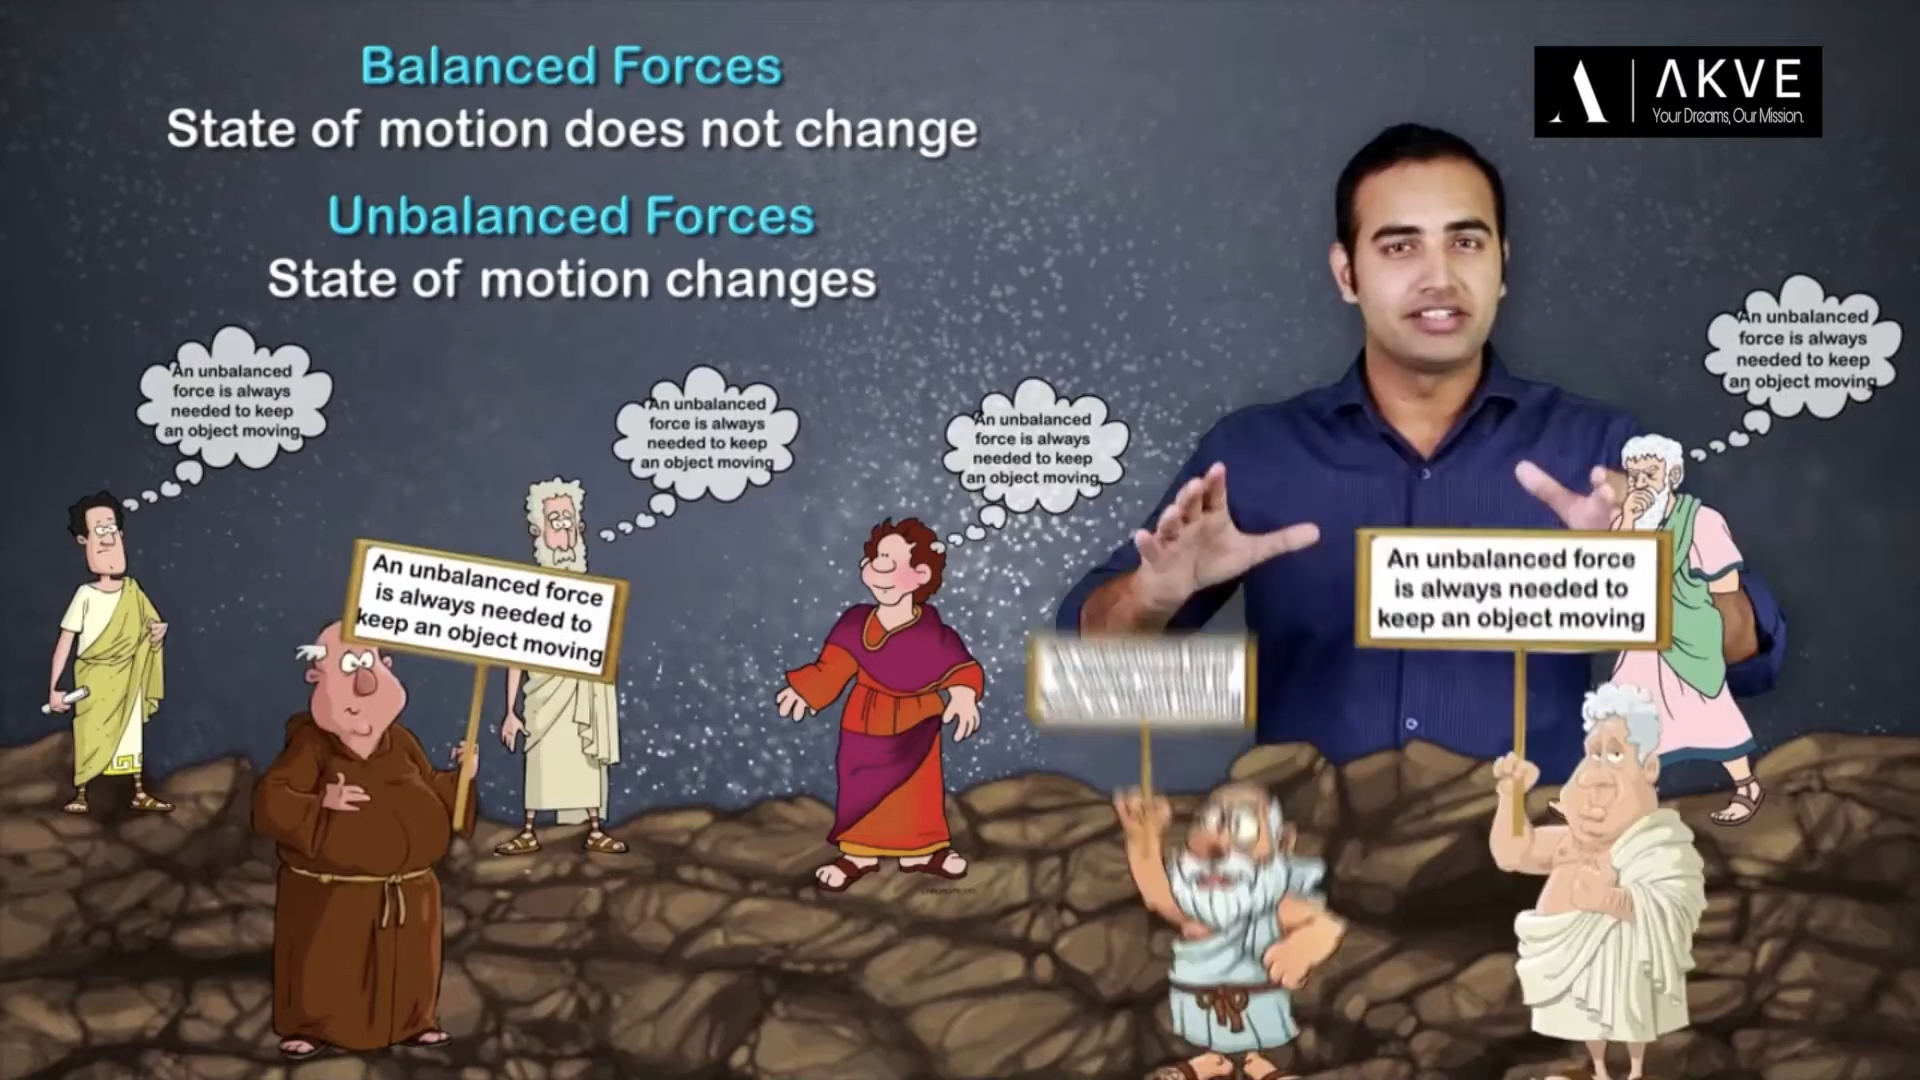 Balanced Forces
State of motion does not change
Unbalanced Forces
State of motion changes
AKVE
Your Dreams, Our Mission.
An unbalanced
force is always
needed to keep
an object moving
An unbalanced
force is always
needed to keep
an object moving
An unbalanced
force is always
needed to keep
an object moving
An unbalanced
force is always
needed to keep
an object moving
An unbalanced force
is always needed to
keep an object moving
An unbalanced force
is always needed to
keep an object moving